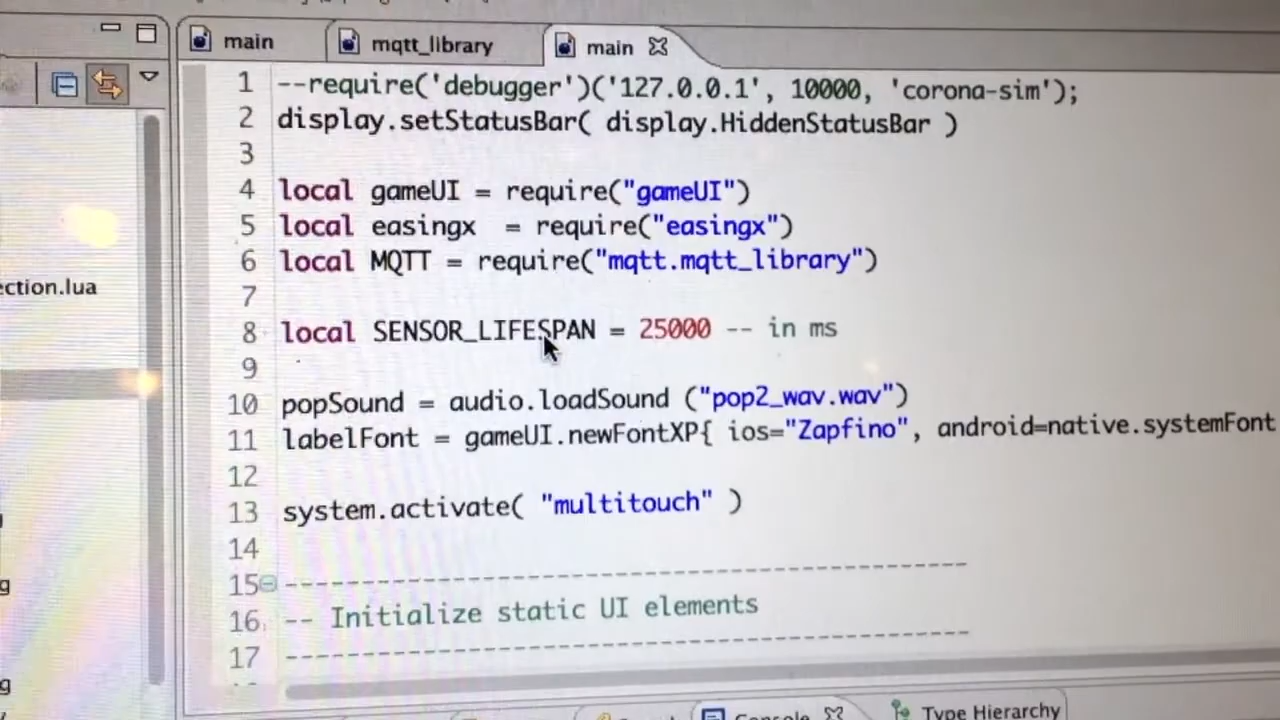 main
mqtt_library
main
ction.lua
1 --require('debugger')('127.0.0.1', 10000, 'corona-sim');
2 display.setStatusBar( display.HiddenStatusBar )
3
4 local gameUI = require("gameUI")
5 local easingx  = require("easingx")
6 local MQTT = require("mqtt.mqtt_library")
7
8 local SENSOR_LIFESPAN = 25000 -- in ms
9
10 popSound = audio.loadSound ("pop2_wav.wav")
11 labelFont = gameUI.newFontXP{ ios="Zapfino", android=native.systemFont
12
13 system.activate( "multitouch" )
14
15 --------------------------------------------
16 -- Initialize static UI elements
17 --------------------------------------------
g
g
Console
Type Hierarchy